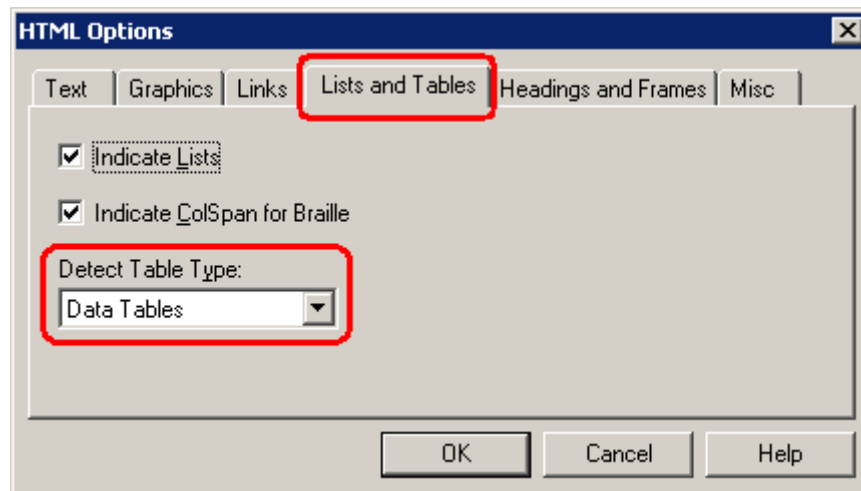 HTML Options
Text Graphics Links Lists and Tables Headings and Frames Misc
Indicate Lists
Indicate ColSpan for Braille
Detect Table Type:
Data Tables
OK Cancel Help